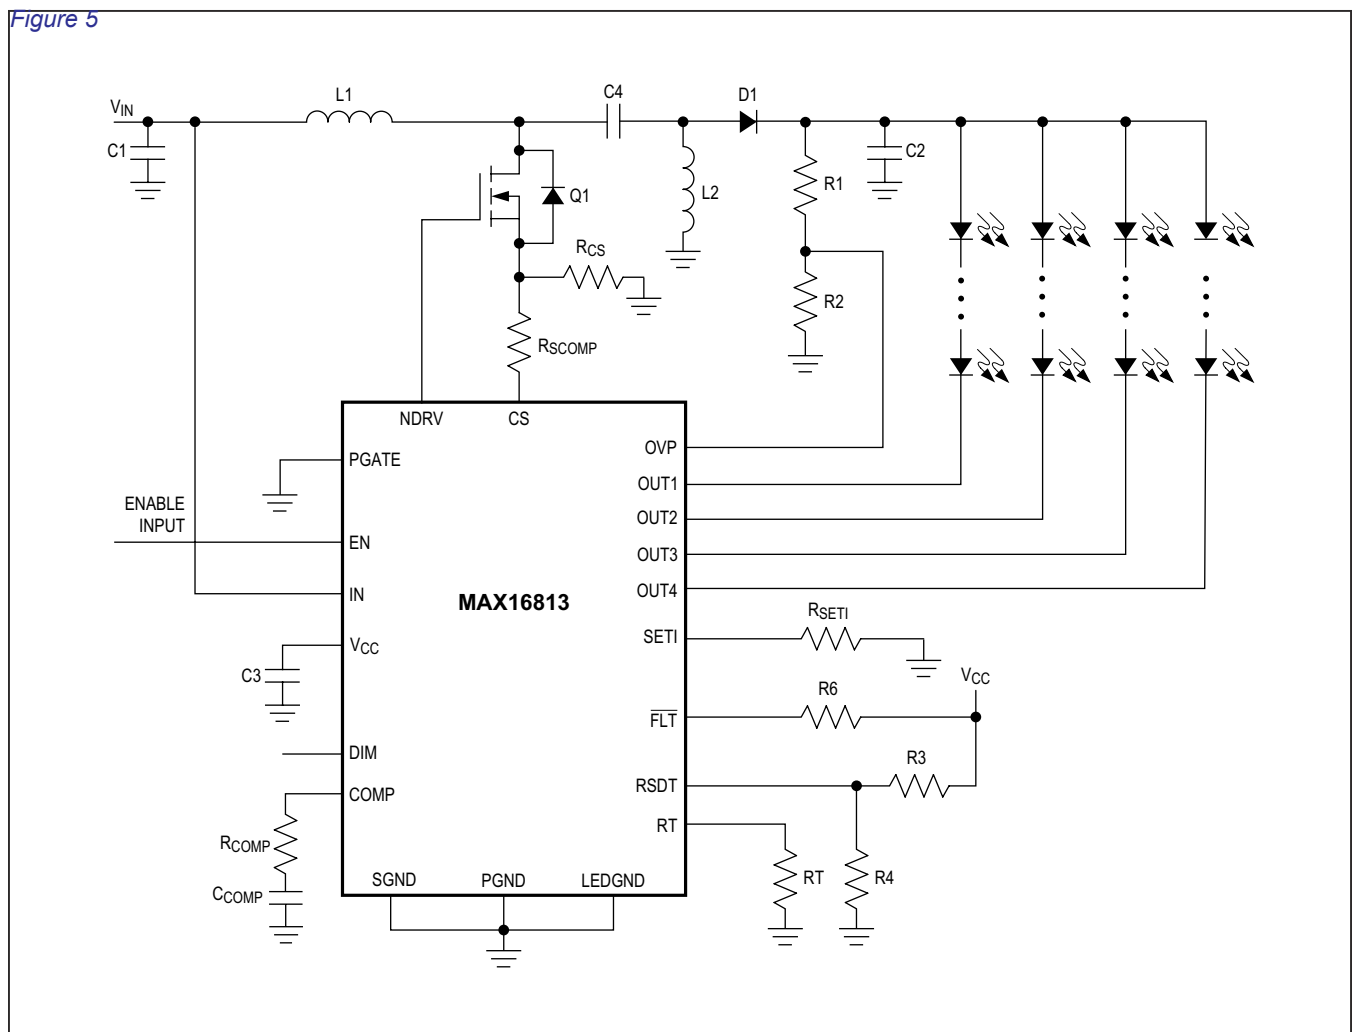 Figure 5
VIN
L1
C4
D1
C1
C2
R1
L2
Q1
RCS
R2
RSCOMP
NDRV
CS
PGATE
OVP
OUT1
ENABLE
INPUT
OUT2
EN
OUT3
IN
OUT4
MAX16813
RSETI
SETI
VCC
C3
VCC
R6
FLT
DIM
R3
RSDT
COMP
RT
RCOMP
RT
R4
SGND
PGND
LEDGND
CCOMP